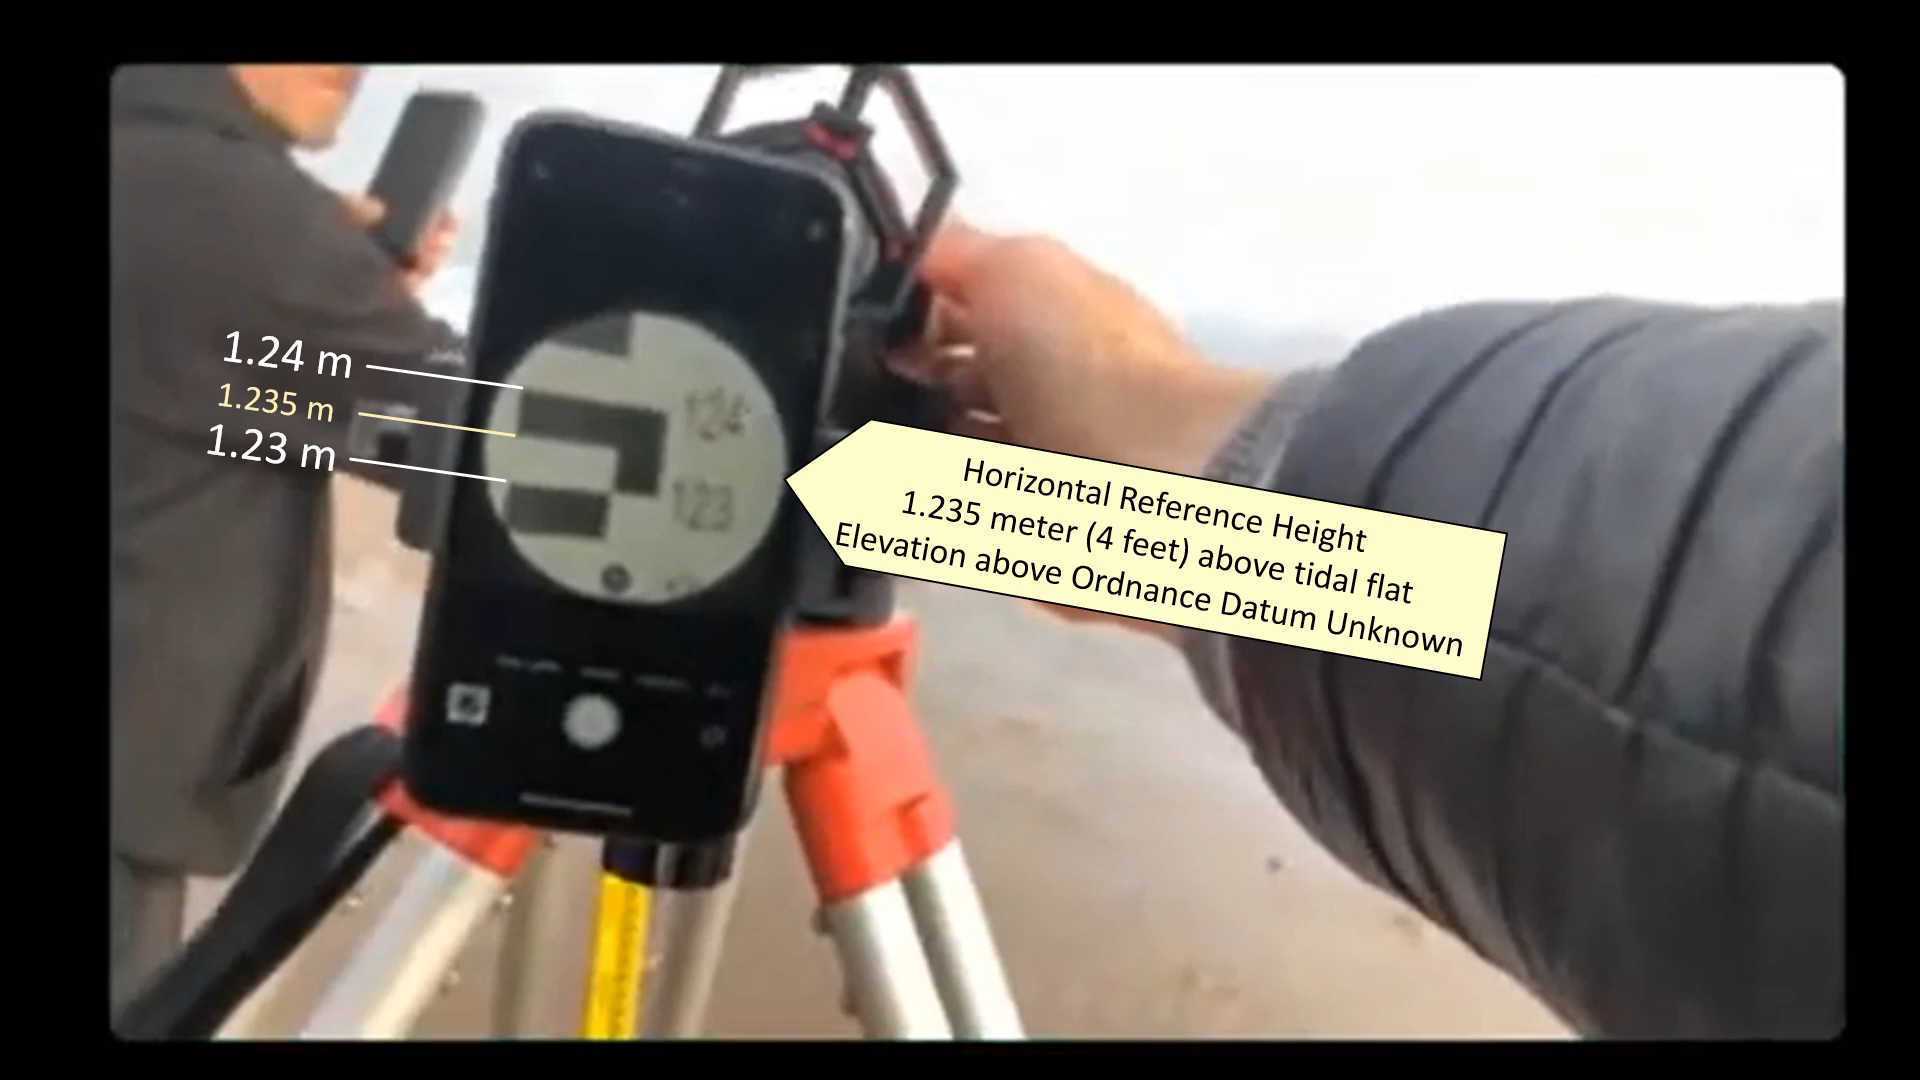 1.24 m
1.235 m
1.23 m
124
123
Horizontal Reference Height
1.235 meter (4 feet) above tidal flat
Elevation above Ordnance Datum Unknown